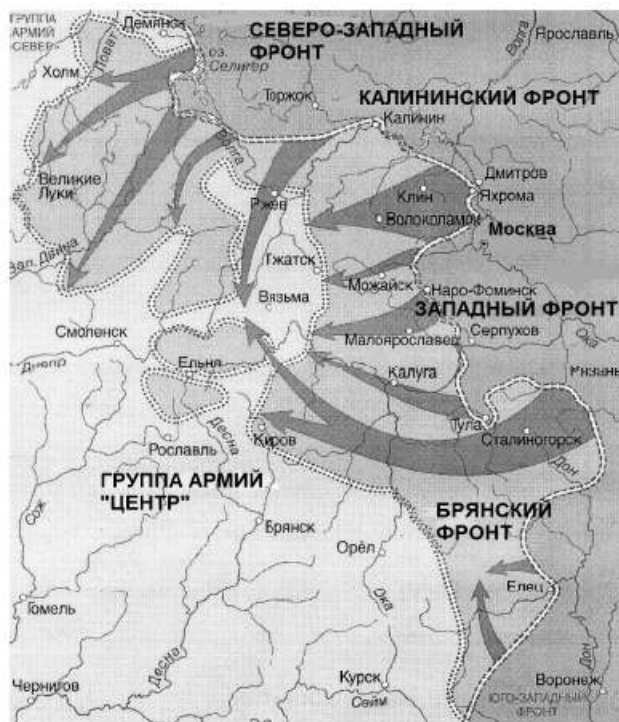 ГРУППА
АРМИЙ
«СЕВЕР»
Демянск
СЕВЕРО-ЗАПАДНЫЙ
ФРОНТ
Волга
Ярославль
Ловать
оз.
Селигер
Холм
Торжок
КАЛИНИНСКИЙ ФРОНТ
Калинин
Волга
Великие
Луки
Дмитров
Клин
Яхрома
Ржев
Волоколамск
Москва
Зап. Двина
Гжатск
Можайск
Наро-Фоминск
Вязьма
ЗАПАДНЫЙ ФРОНТ
Смоленск
Малоярославец
Серпухов
Ока
Днепр
Ельня
Калуга
Рязань
Тула
Десна
Киров
Сталиногорск
Рославль
Дон
ГРУППА АРМИЙ
"ЦЕНТР"
БРЯНСКИЙ
ФРОНТ
Сож
Брянск
Орёл
Елец
Ока
Гомель
Десна
Дон
Чернигов
Курск
Сейм
Воронеж
ЮГО-ЗАПАДНЫЙ
ФРОНТ